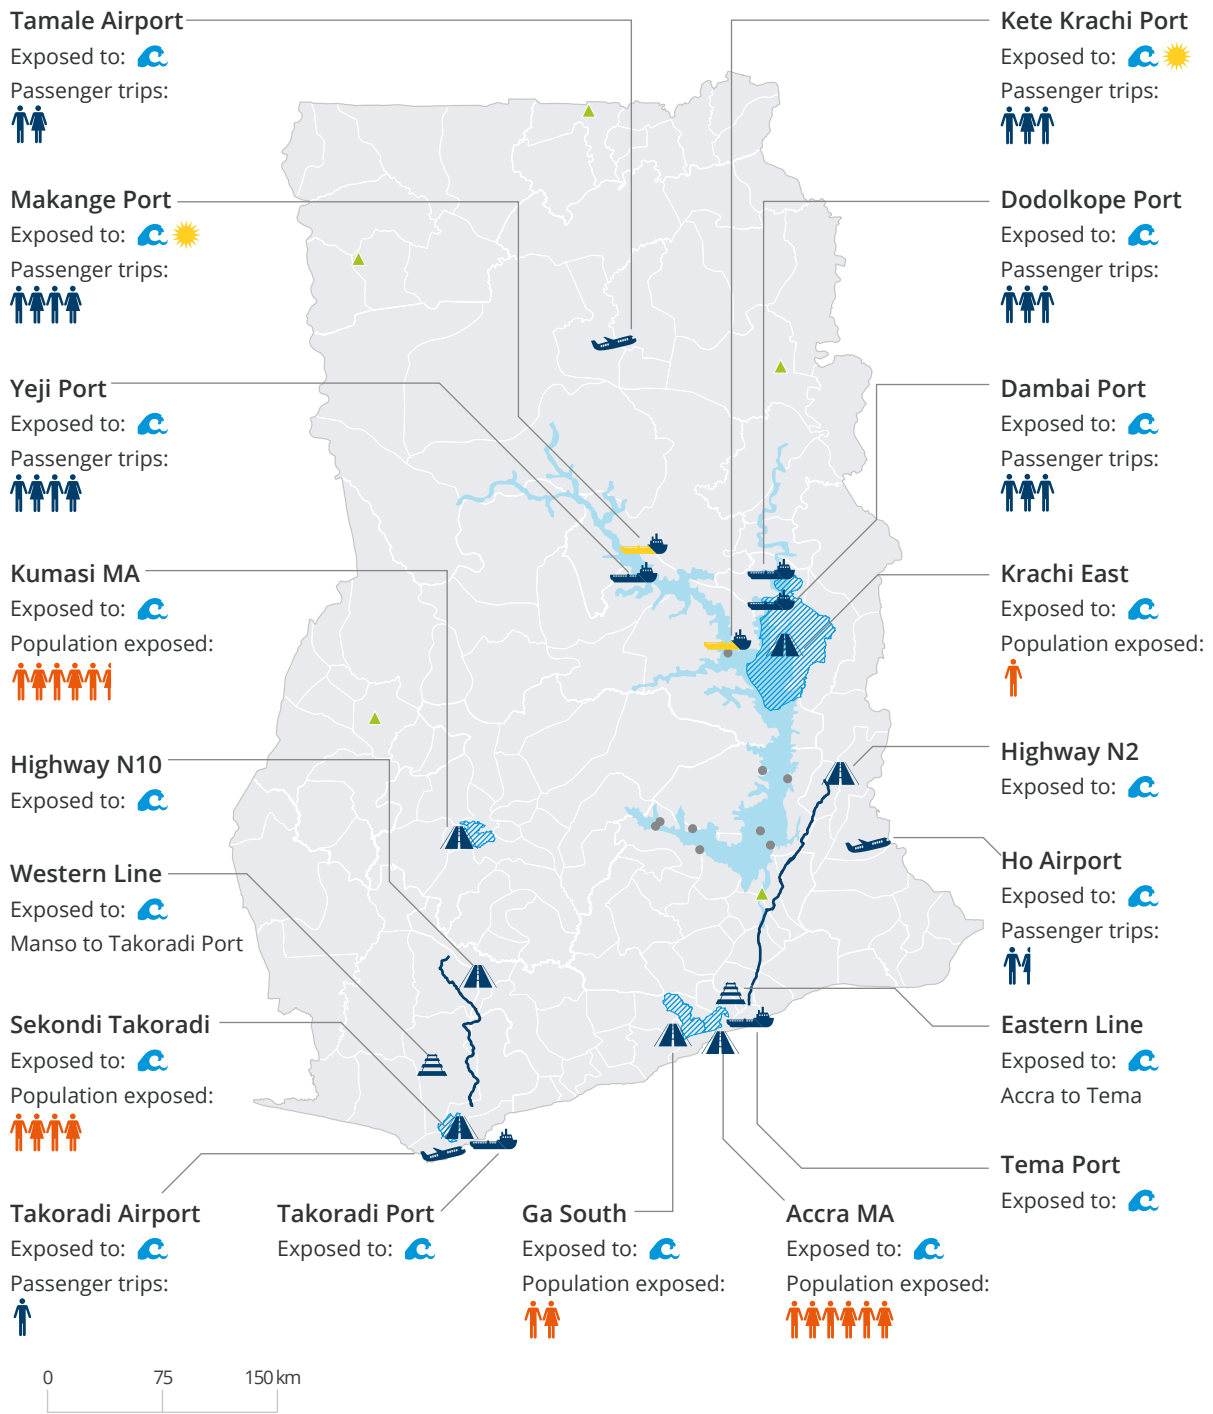 Tamale Airport
Exposed to:
Passenger trips:
Makange Port
Exposed to:
Passenger trips:
Yeji Port
Exposed to:
Passenger trips:
Kumasi MA
Exposed to:
Population exposed:
Highway N10
Exposed to:
Western Line
Exposed to:
Manso to Takoradi Port
Sekondi Takoradi
Exposed to:
Population exposed:
Takoradi Airport
Exposed to:
Passenger trips:
Takoradi Port
Exposed to:
Ga South
Exposed to:
Population exposed:
Accra MA
Exposed to:
Population exposed:
Kete Krachi Port
Exposed to:
Passenger trips:
Dodolkope Port
Exposed to:
Passenger trips:
Dambai Port
Exposed to:
Passenger trips:
Krachi East
Exposed to:
Population exposed:
Highway N2
Exposed to:
Ho Airport
Exposed to:
Passenger trips:
Eastern Line
Exposed to:
Accra to Tema
Tema Port
Exposed to:
0 75 150 km